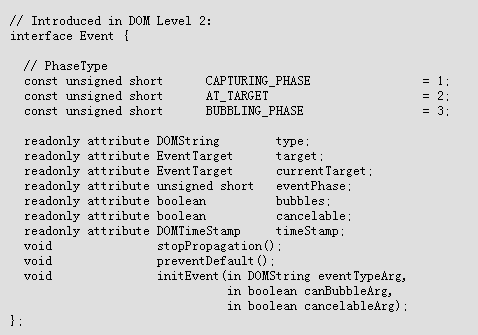 // Introduced in DOM Level 2:
interface Event {
// PhaseType
const unsigned short CAPTURING_PHASE = 1;
const unsigned short AT_TARGET = 2;
const unsigned short BUBBLING_PHASE = 3;
readonly attribute DOMString type;
readonly attribute EventTarget target;
readonly attribute EventTarget currentTarget;
readonly attribute unsigned short eventPhase;
readonly attribute boolean bubbles;
readonly attribute boolean cancelable;
readonly attribute DOMTimeStamp timeStamp;
void stopPropagation();
void preventDefault();
void initEvent(in DOMString eventTypeArg,
in boolean canBubbleArg,
in boolean cancelableArg);
};